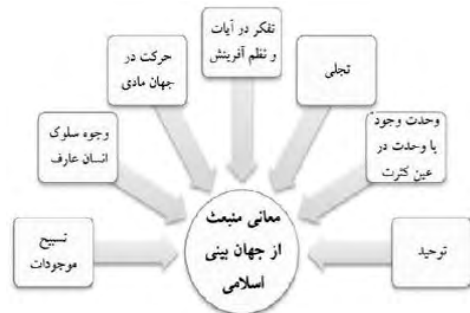 تفکر در آیات
و نظم آفرینش
تجلی
حرکت در
جهان مادی
وحدت وجود
یا وحدت در
عین کثرت
وجوه سلوک
انسان عارف
معانی منبعث
از جهان بینی
اسلامی
توحید
تسبیح
موجودات